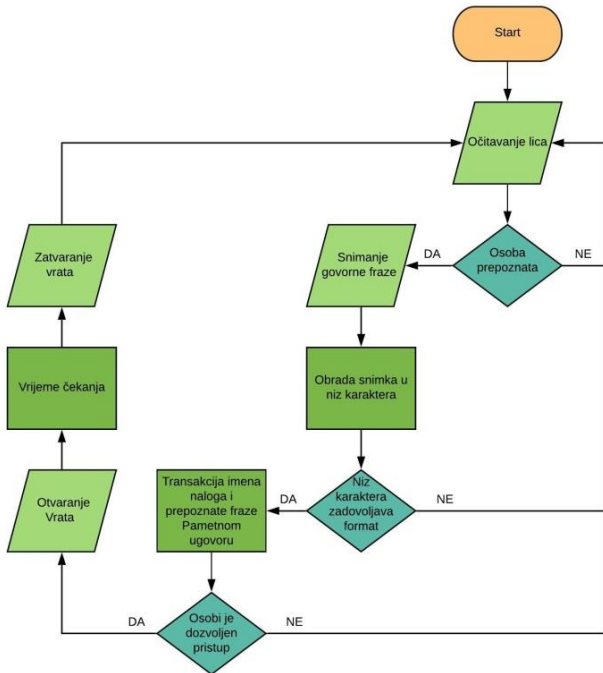 Start
Očitavanje lica
Osoba
prepoznata
DA
NE
Snimanje
govorne fraze
Obrada snimka u
niz karaktera
Niz
karaktera
zadovoljava
format
DA
NE
Transakcija imena
naloga i
prepoznate fraze
Pametnom
ugovoru
Osobi je
dozvoljen
pristup
DA
NE
Otvaranje
Vrata
Vrijeme čekanja
Zatvaranje
vrata